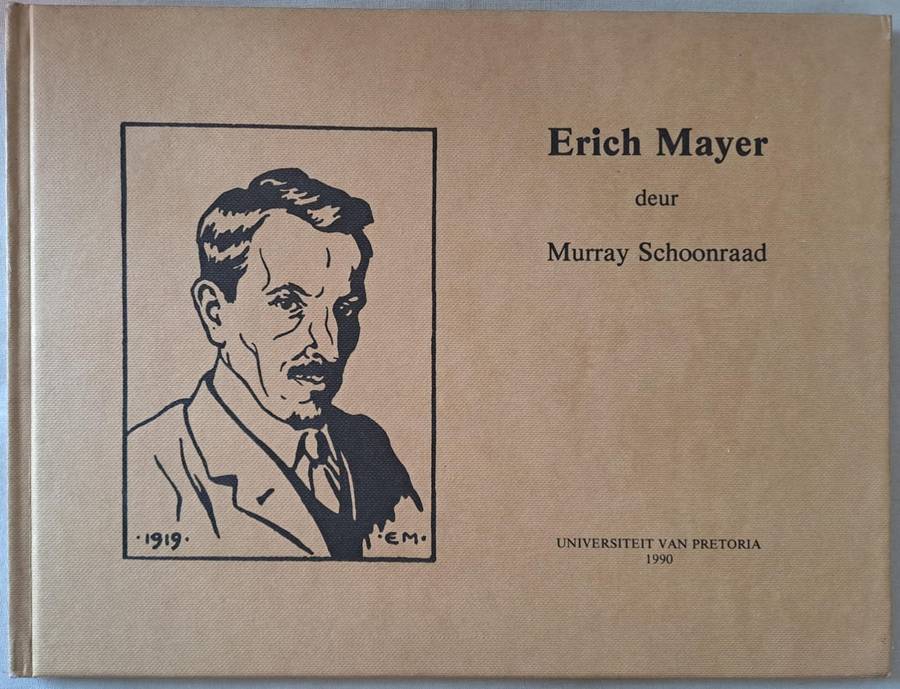 Erich Mayer
deur
Murray Schoonraad
·1919·
·EM·
UNIVERSITEIT VAN PRETORIA
1990